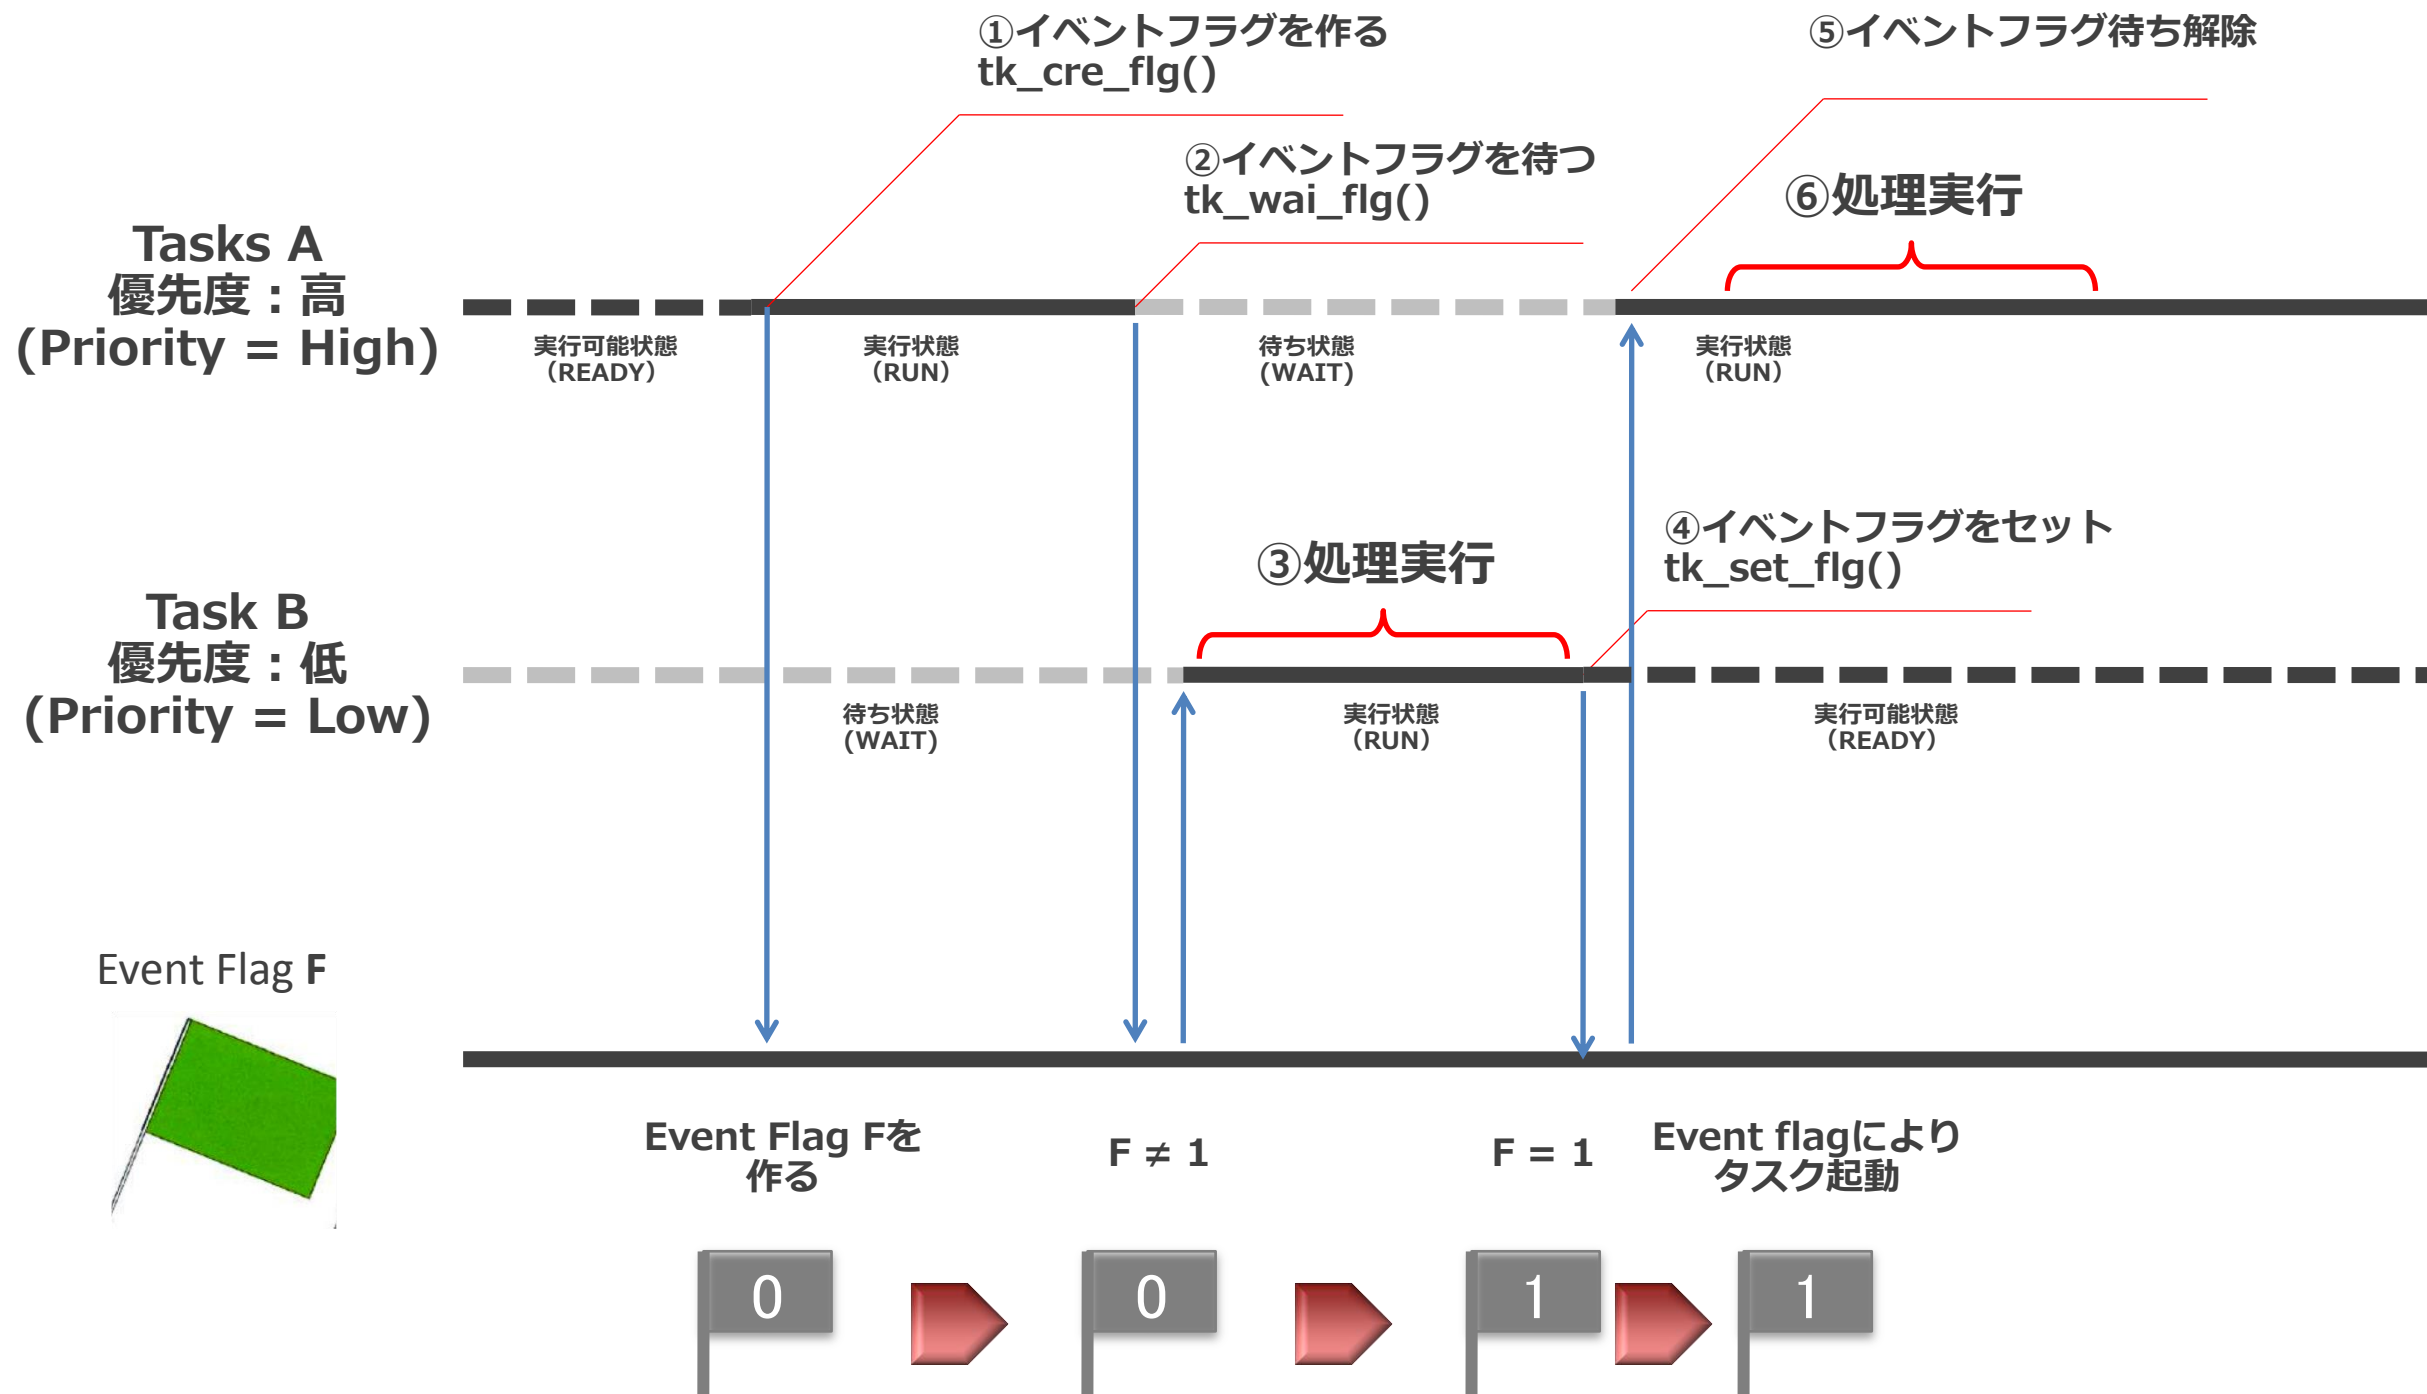 ①イベントフラグを作る
tk_cre_flg()
⑤イベントフラグ待ち解除
②イベントフラグを待つ
tk_wai_flg()
⑥処理実行
Tasks A
優先度：高
(Priority = High)
実行可能状態
（READY）
実行状態
（RUN）
待ち状態
(WAIT)
実行状態
（RUN）
③処理実行
④イベントフラグをセット
tk_set_flg()
Task B
優先度：低
(Priority = Low)
待ち状態
(WAIT)
実行状態
（RUN）
実行可能状態
（READY）
Event Flag F
Event Flag Fを
作る
F ≠ 1
F = 1
Event flagにより
タスク起動
0
0
1
1